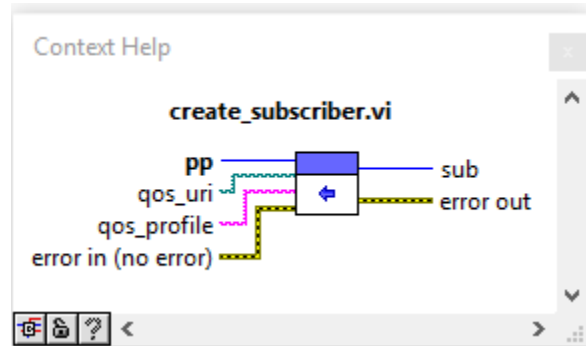 Context Help
create_subscriber.vi
pp
sub
qos_uri
error out
qos_profile
error in (no error)